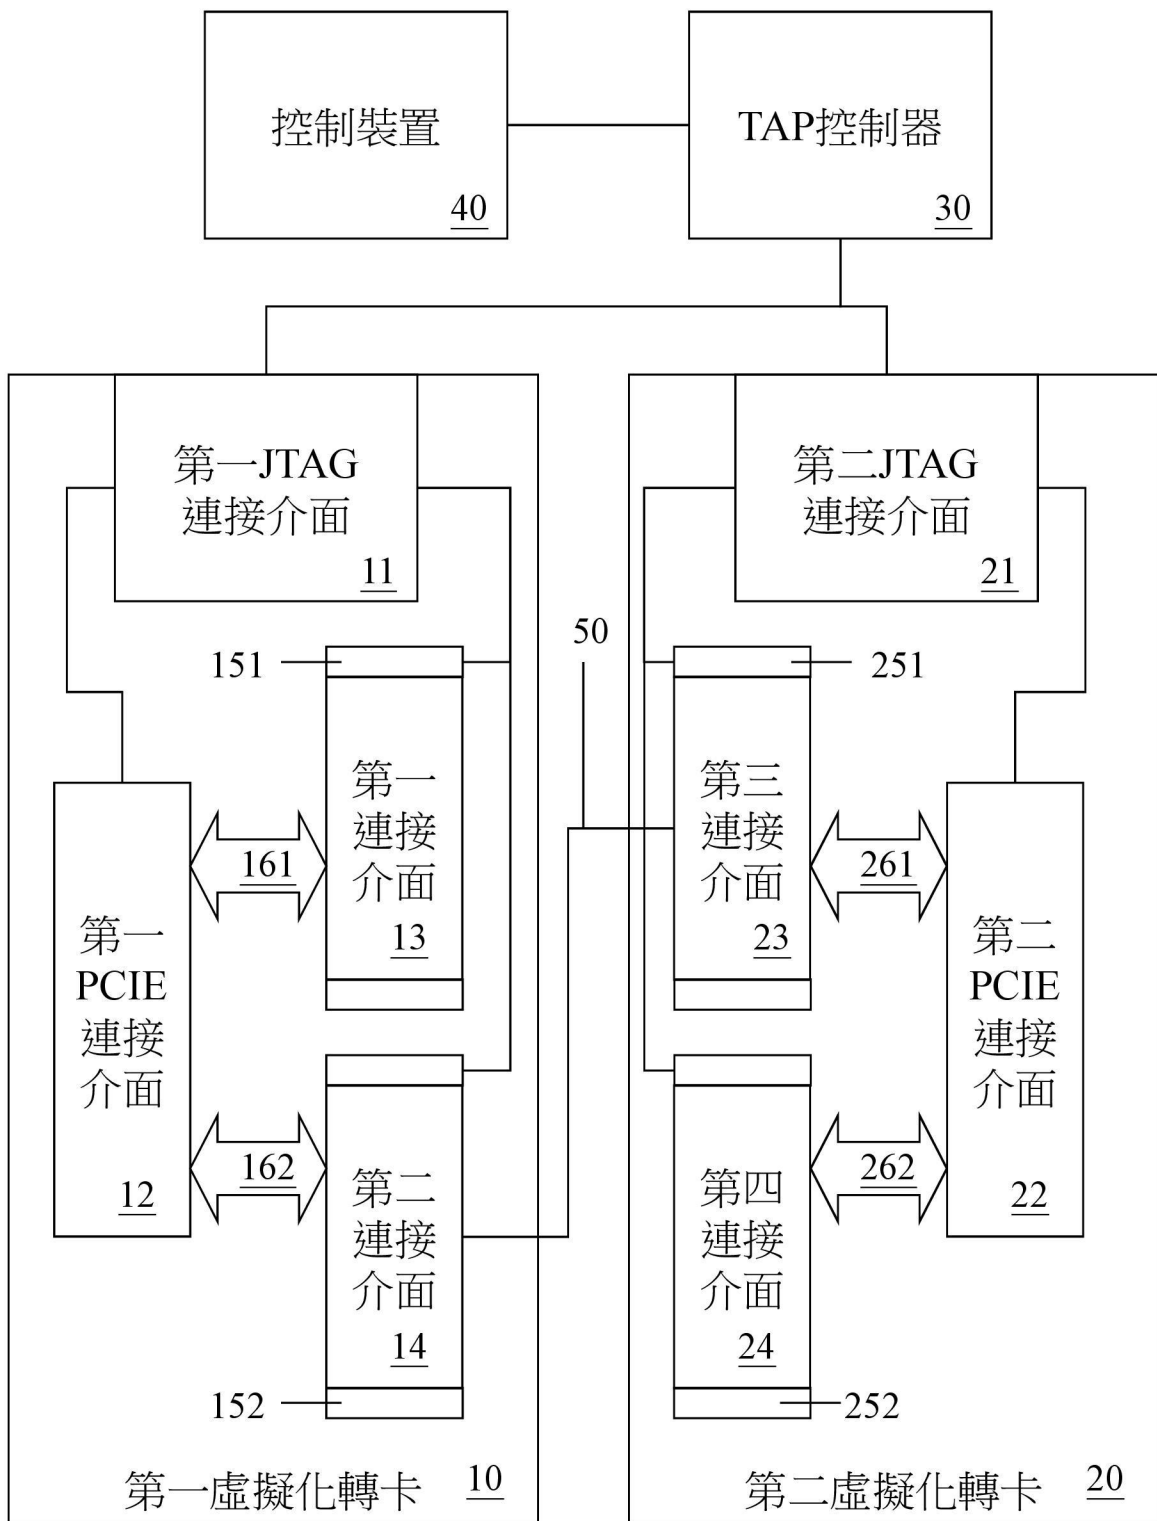 控制裝置
40
TAP控制器
30
第一JTAG
連接介面
11
第二JTAG
連接介面
21
50
151
251
第一
連接
介面
13
第三
連接
介面
23
161
261
第一
PCIE
連接
介面
12
第二
PCIE
連接
介面
22
162
262
第二
連接
介面
14
第四
連接
介面
24
152
252
第一虛擬化轉卡
10
第二虛擬化轉卡
20